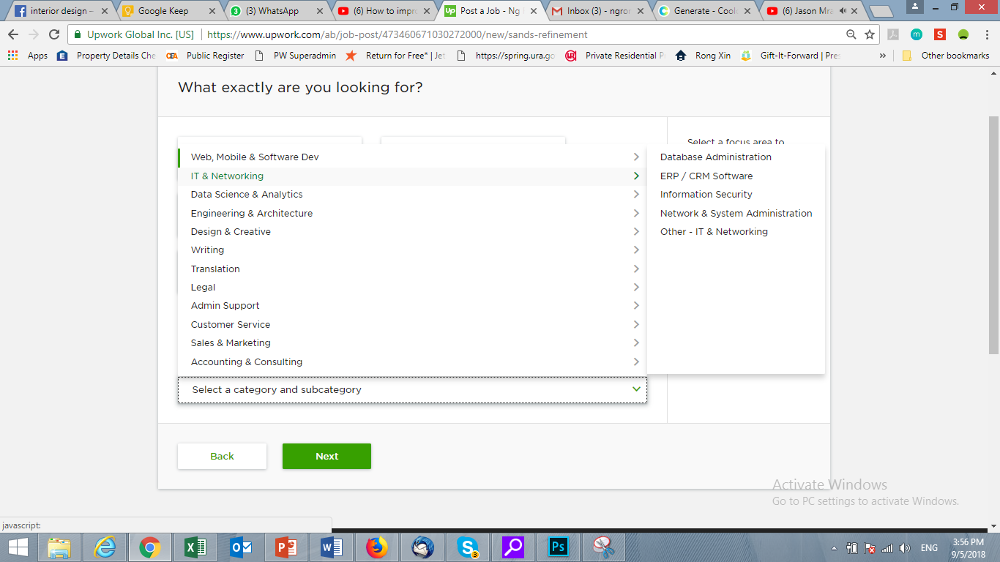 interior design –
Google Keep
(3) WhatsApp
(6) How to impro
Post a Job - Ng
Inbox (3) - ngror
Generate - Coolo
(6) Jason Mra
Upwork Global Inc. [US]
https://www.upwork.com/ab/job-post/473460671030272000/new/sands-refinement
Apps
Property Details Che
Public Register
PW Superadmin
Return for Free* | Jet
https://spring.ura.go
Private Residential P
Rong Xin
Gift-It-Forward | Pre
»
Other bookmarks
What exactly are you looking for?
Select a focus area to
Web, Mobile & Software Dev
IT & Networking
Data Science & Analytics
Engineering & Architecture
Design & Creative
Writing
Translation
Legal
Admin Support
Customer Service
Sales & Marketing
Accounting & Consulting
Database Administration
ERP / CRM Software
Information Security
Network & System Administration
Other - IT & Networking
Select a category and subcategory
Back
Next
Activate Windows
Go to PC settings to activate Windows.
javascript:
ENG
3:56 PM
9/5/2018